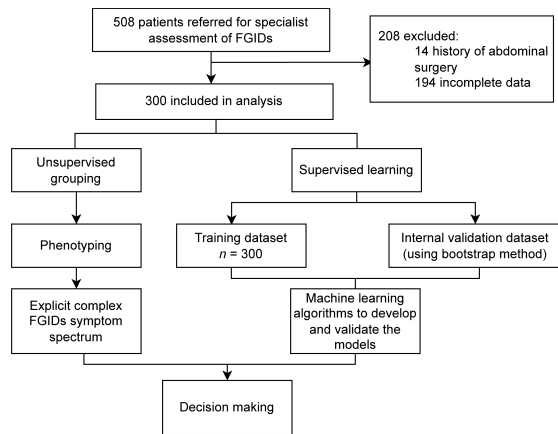 508 patients referred for specialist
assessment of FGIDs
208 excluded:
14 history of abdominal
surgery
194 incomplete data
300 included in analysis
Unsupervised
grouping
Supervised learning
Phenotyping
Training dataset
n = 300
Internal validation dataset
(using bootstrap method)
Explicit complex
FGIDs symptom
spectrum
Machine learning
algorithms to develop
and validate the
models
Decision making